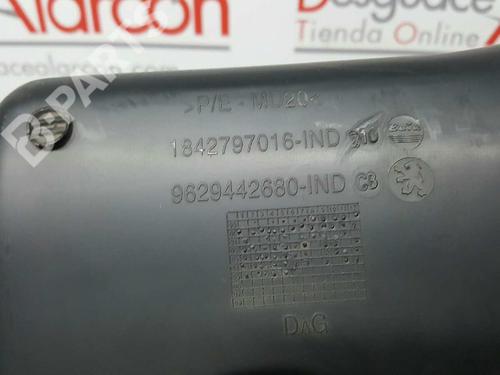 Desguace
Alarcon
Tienda Online
B-PARTS
>P/E - MD20<
1842797016-IND
9629442680-IND C3
DAG